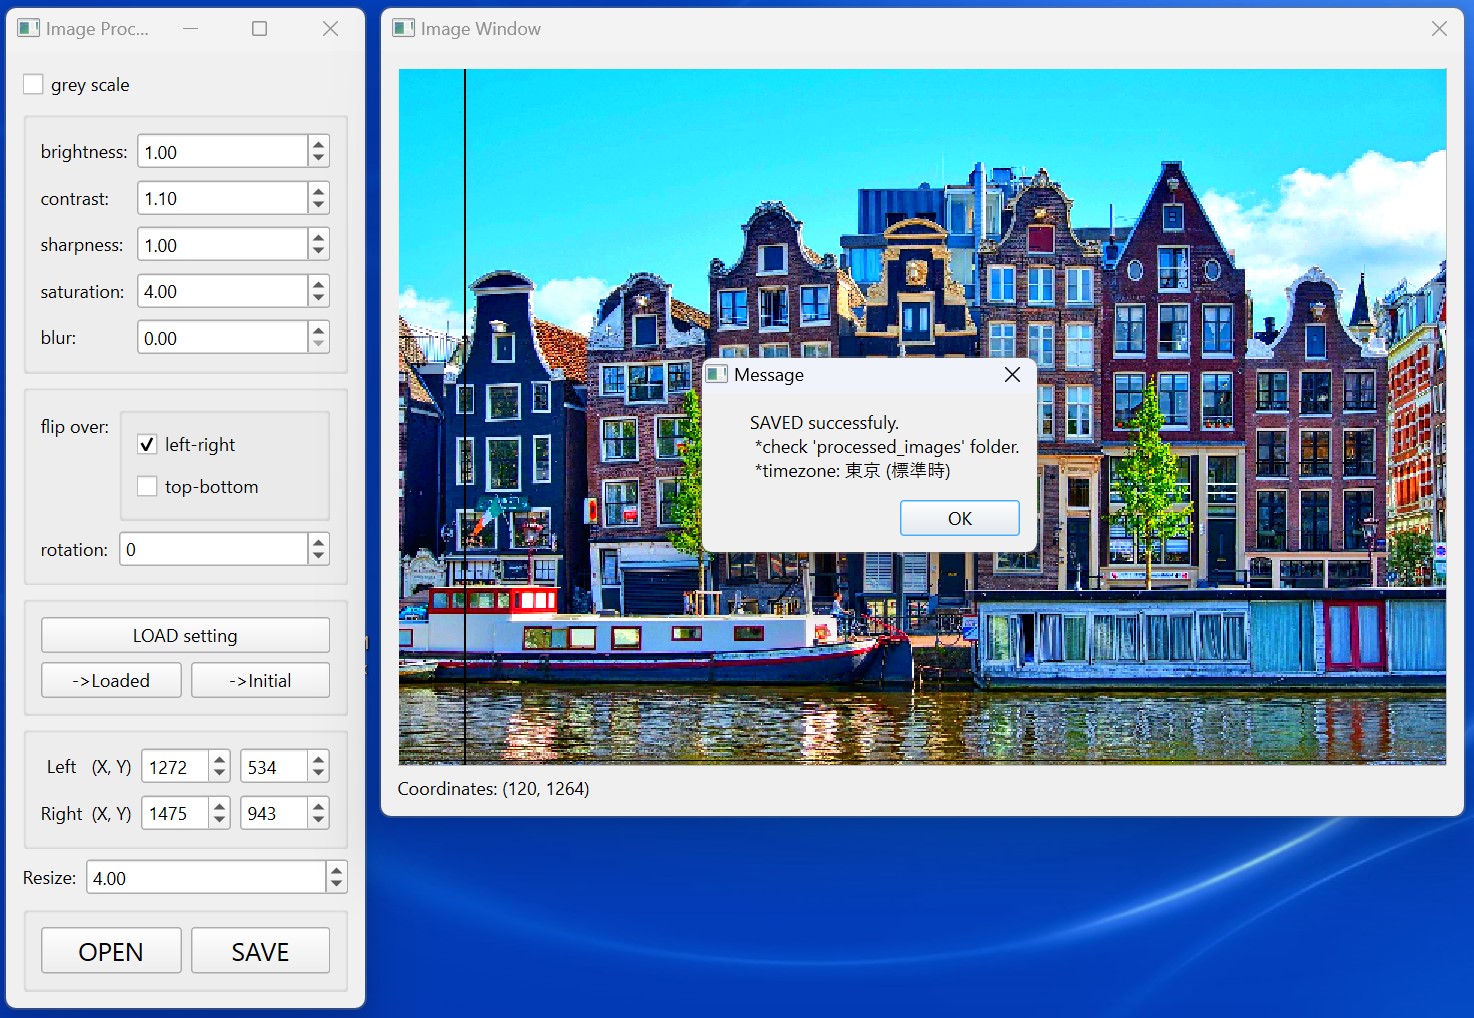 Image Proc...
grey scale
brightness: 1.00
contrast: 1.10
sharpness: 1.00
saturation: 4.00
blur: 0.00
flip over:
left-right
top-bottom
rotation: 0
LOAD setting
->Loaded ->Initial
Left (X, Y) 1272 534
Right (X, Y) 1475 943
Resize: 4.00
OPEN SAVE
Image Window
Message
SAVED successfuly.
*check 'processed_images' folder.
*timezone: 東京 (標準時)
OK
Coordinates: (120, 1264)